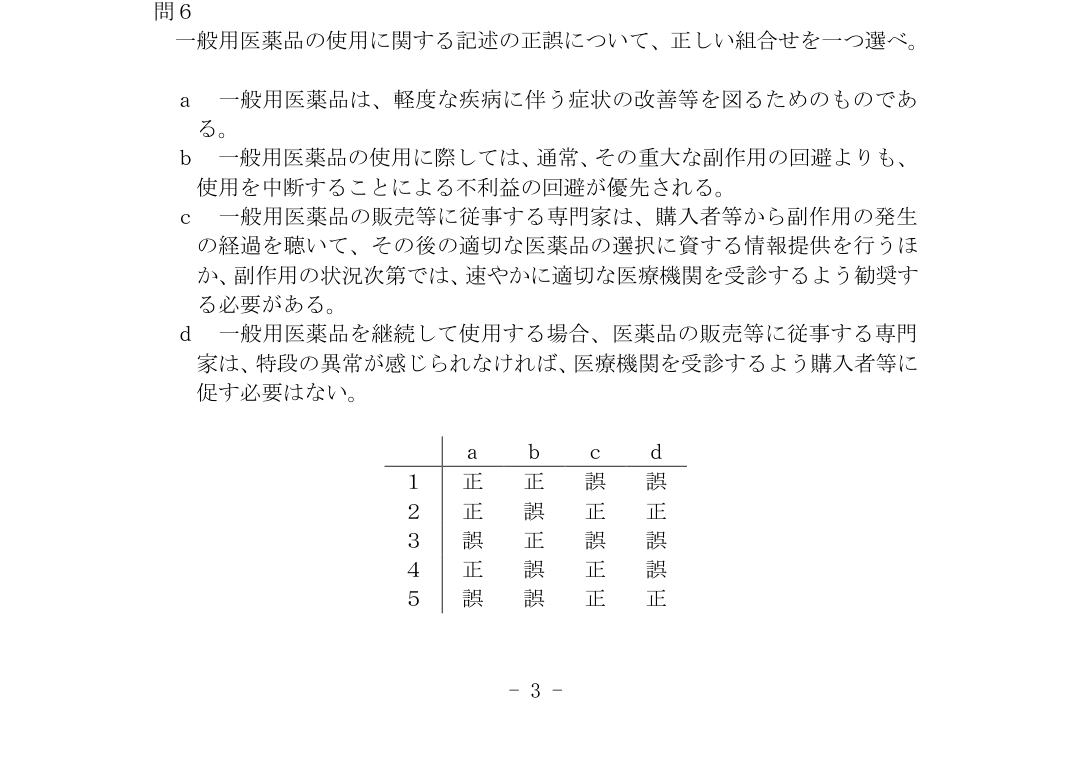 問６
一般用医薬品の使用に関する記述の正誤について、正しい組合せを一つ選べ。
ａ　一般用医薬品は、軽度な疾病に伴う症状の改善等を図るためのものであ
る。
ｂ　一般用医薬品の使用に際しては、通常、その重大な副作用の回避よりも、
使用を中断することによる不利益の回避が優先される。
ｃ　一般用医薬品の販売等に従事する専門家は、購入者等から副作用の発生
の経過を聴いて、その後の適切な医薬品の選択に資する情報提供を行うほ
か、副作用の状況次第では、速やかに適切な医療機関を受診するよう勧奨す
る必要がある。
ｄ　一般用医薬品を継続して使用する場合、医薬品の販売等に従事する専門
家は、特段の異常が感じられなければ、医療機関を受診するよう購入者等に
促す必要はない。
ａ ｂ ｃ ｄ
１ 正 正 誤 誤
２ 正 誤 正 正
３ 誤 正 誤 誤
４ 正 誤 正 誤
５ 誤 誤 正 正
- 3 -